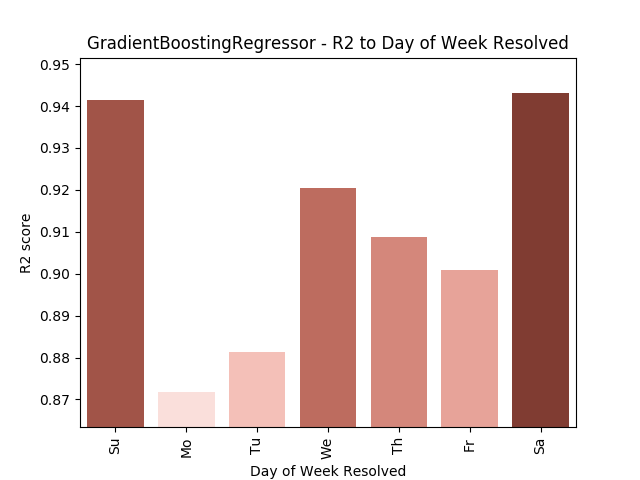 GradientBoostingRegressor - R2 to Day of Week Resolved
0.95
0.94
0.93
0.92
0.91
0.90
0.89
0.88
0.87
R2 score
Su
Mo
Tu
We
Th
Fr
Sa
Day of Week Resolved